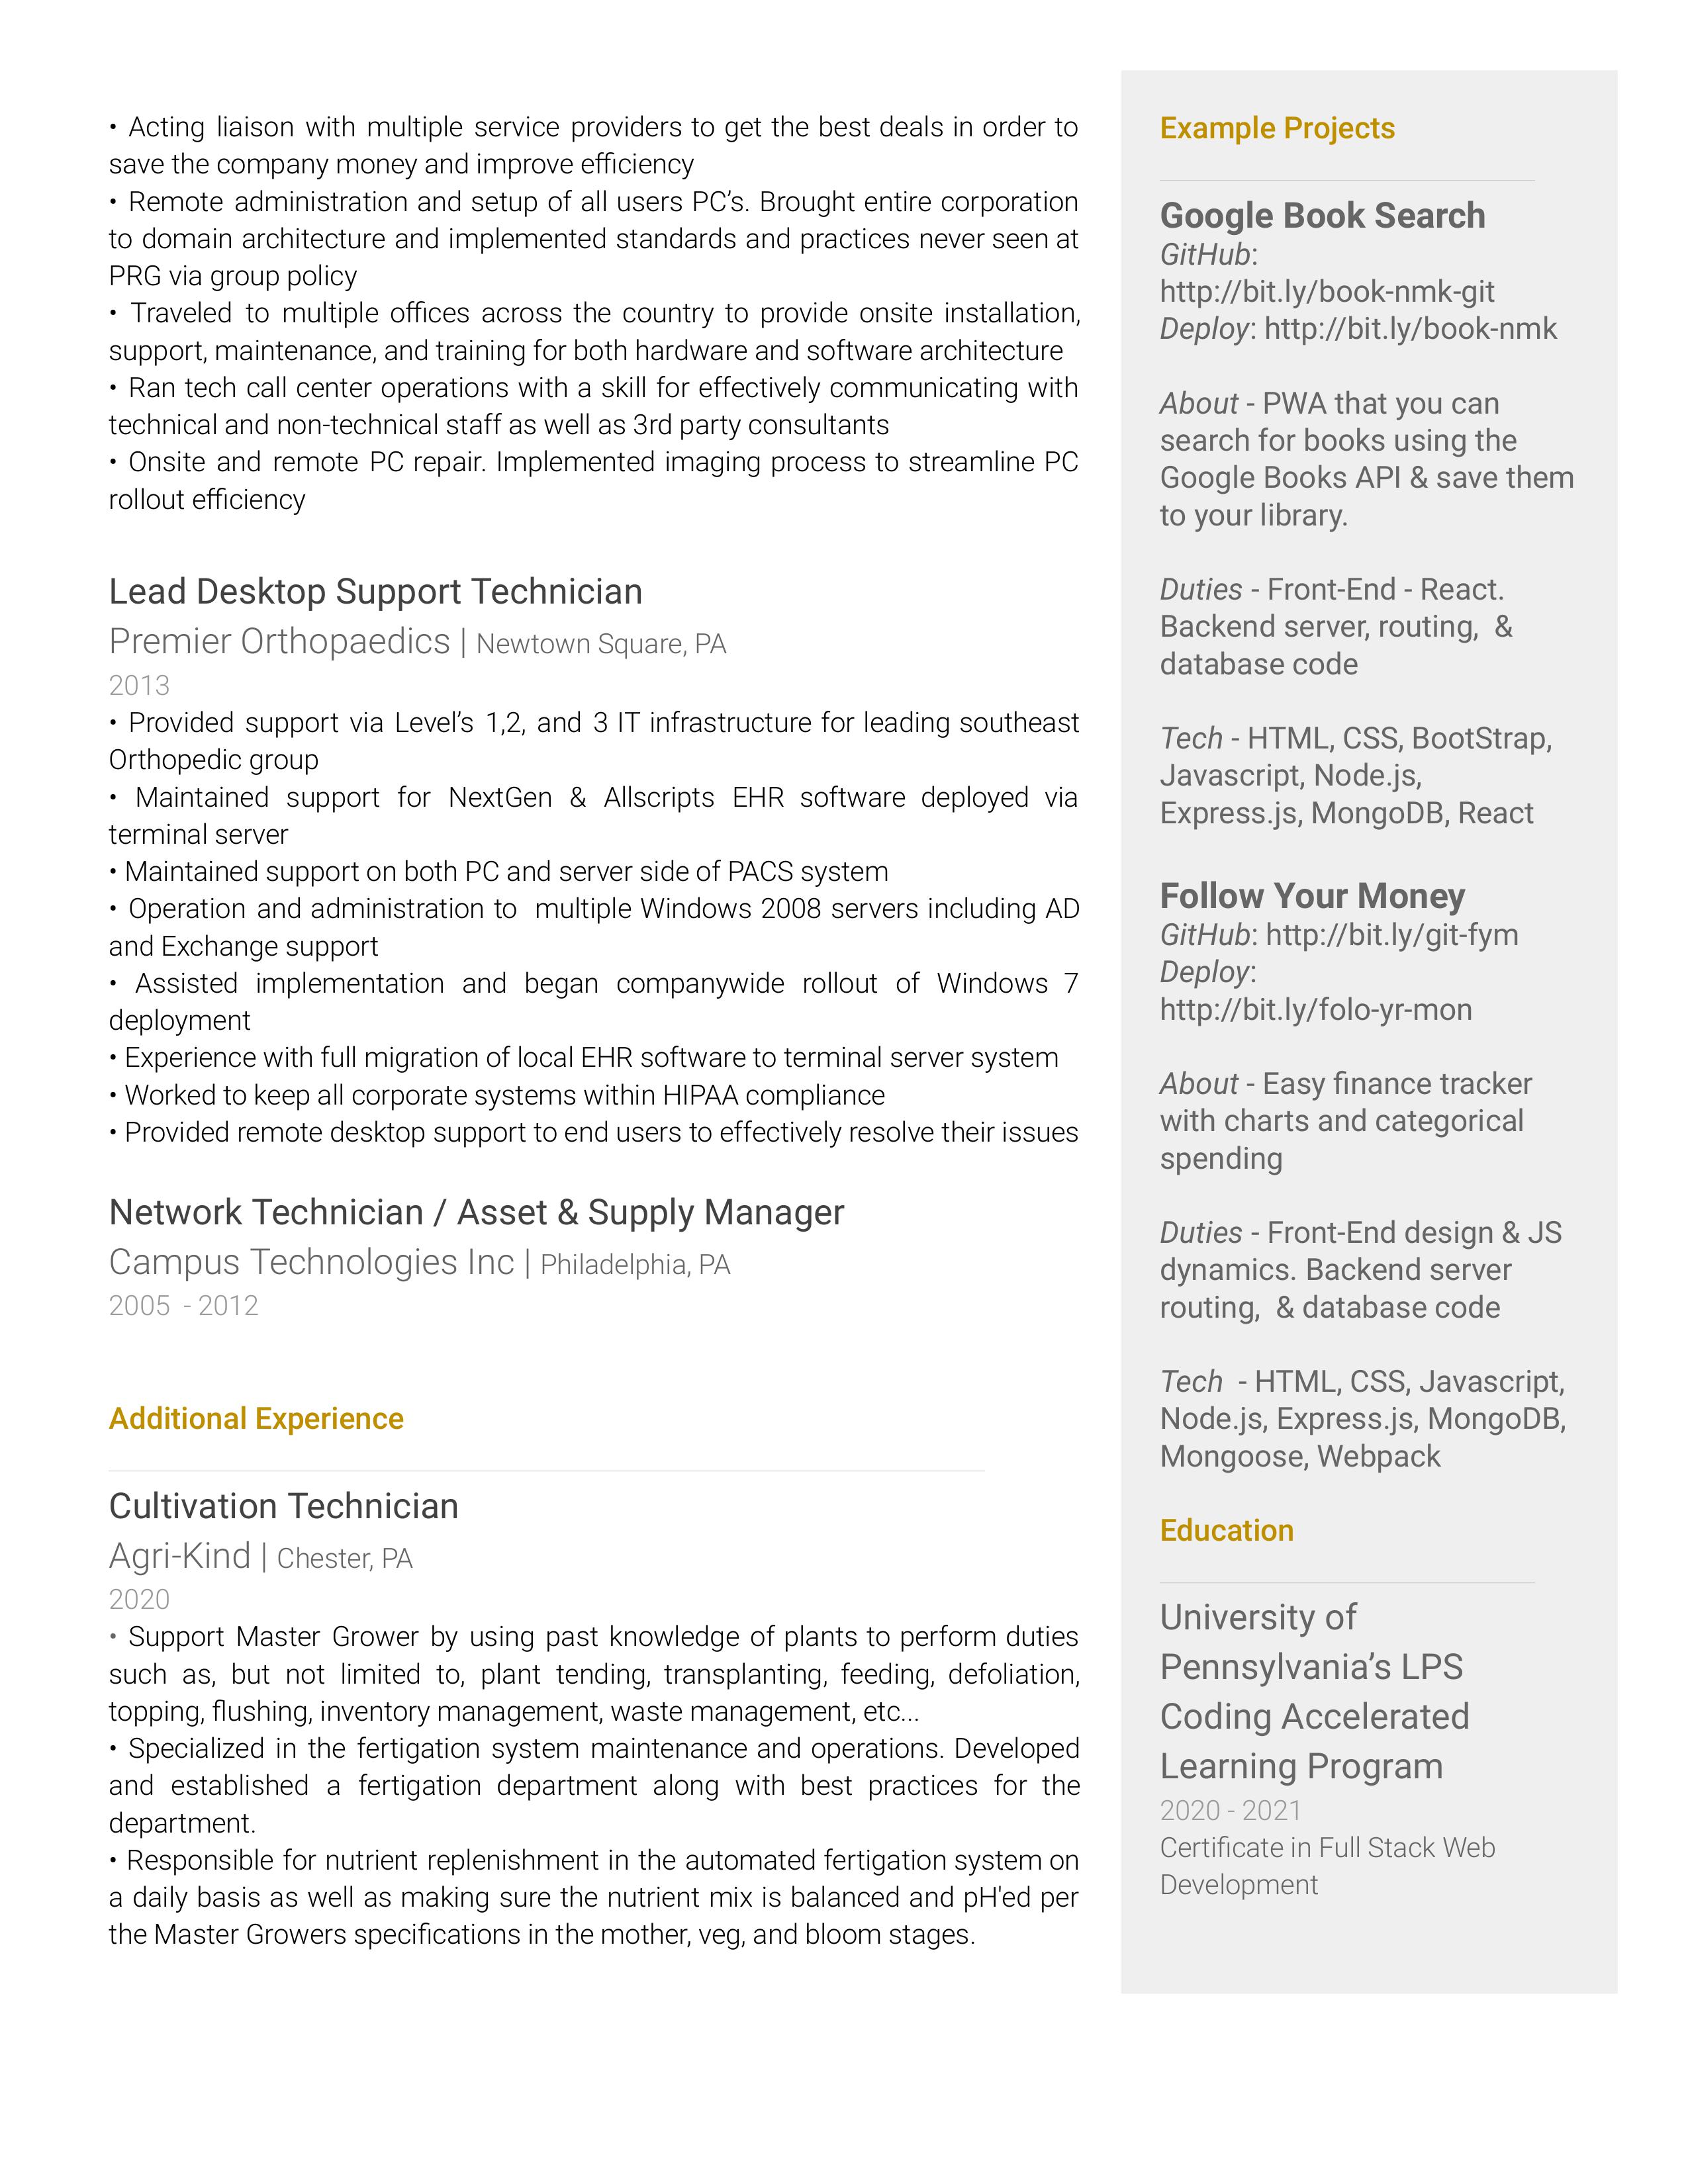 • Acting liaison with multiple service providers to get the best deals in order to
save the company money and improve efficiency
• Remote administration and setup of all users PC’s. Brought entire corporation
to domain architecture and implemented standards and practices never seen at
PRG via group policy
• Traveled to multiple offices across the country to provide onsite installation,
support, maintenance, and training for both hardware and software architecture
• Ran tech call center operations with a skill for effectively communicating with
technical and non-technical staff as well as 3rd party consultants
• Onsite and remote PC repair. Implemented imaging process to streamline PC
rollout efficiency
Lead Desktop Support Technician
Premier Orthopaedics | Newtown Square, PA
2013
• Provided support via Level’s 1,2, and 3 IT infrastructure for leading southeast
Orthopedic group
• Maintained support for NextGen & Allscripts EHR software deployed via
terminal server
• Maintained support on both PC and server side of PACS system
• Operation and administration to  multiple Windows 2008 servers including AD
and Exchange support
• Assisted implementation and began companywide rollout of Windows 7
deployment
• Experience with full migration of local EHR software to terminal server system
• Worked to keep all corporate systems within HIPAA compliance
• Provided remote desktop support to end users to effectively resolve their issues
Network Technician / Asset & Supply Manager
Campus Technologies Inc | Philadelphia, PA
2005  - 2012
Additional Experience
Cultivation Technician
Agri-Kind | Chester, PA
2020
• Support Master Grower by using past knowledge of plants to perform duties
such as, but not limited to, plant tending, transplanting, feeding, defoliation,
topping, flushing, inventory management, waste management, etc...
• Specialized in the fertigation system maintenance and operations. Developed
and established a fertigation department along with best practices for the
department.
• Responsible for nutrient replenishment in the automated fertigation system on
a daily basis as well as making sure the nutrient mix is balanced and pH'ed per
the Master Growers specifications in the mother, veg, and bloom stages.
Example Projects
Google Book Search
GitHub:
http://bit.ly/book-nmk-git
Deploy: http://bit.ly/book-nmk
About - PWA that you can
search for books using the
Google Books API & save them
to your library.
Duties - Front-End - React.
Backend server, routing,  &
database code
Tech - HTML, CSS, BootStrap,
Javascript, Node.js,
Express.js, MongoDB, React
Follow Your Money
GitHub: http://bit.ly/git-fym
Deploy:
http://bit.ly/folo-yr-mon
About - Easy finance tracker
with charts and categorical
spending
Duties - Front-End design & JS
dynamics. Backend server
routing,  & database code
Tech  - HTML, CSS, Javascript,
Node.js, Express.js, MongoDB,
Mongoose, Webpack
Education
University of
Pennsylvania’s LPS
Coding Accelerated
Learning Program
2020 - 2021
Certificate in Full Stack Web
Development